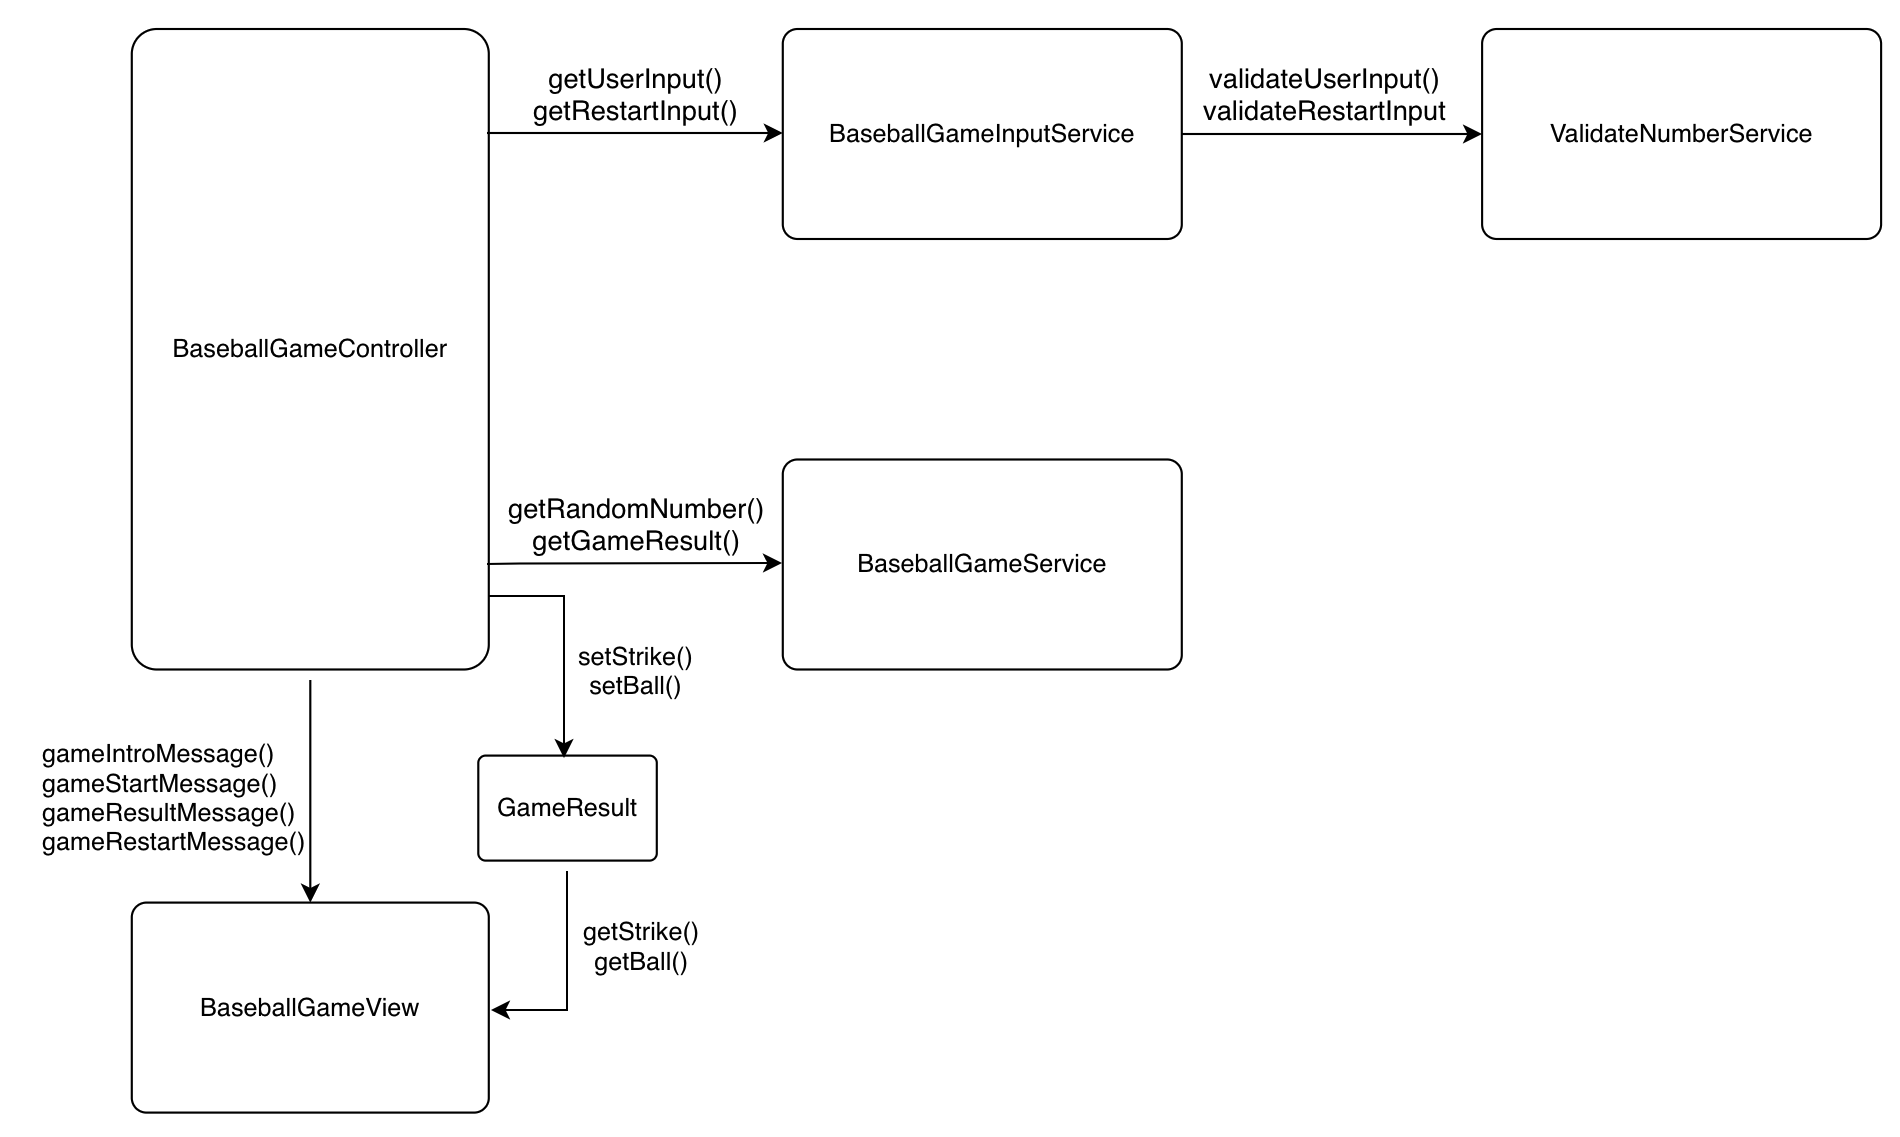 getUserInput()
getRestartInput()
validateUserInput()
validateRestartInput
BaseballGameInputService
ValidateNumberService
BaseballGameController
getRandomNumber()
getGameResult()
BaseballGameService
setStrike()
setBall()
gameIntroMessage()
gameStartMessage()
gameResultMessage()
gameRestartMessage()
GameResult
getStrike()
getBall()
BaseballGameView